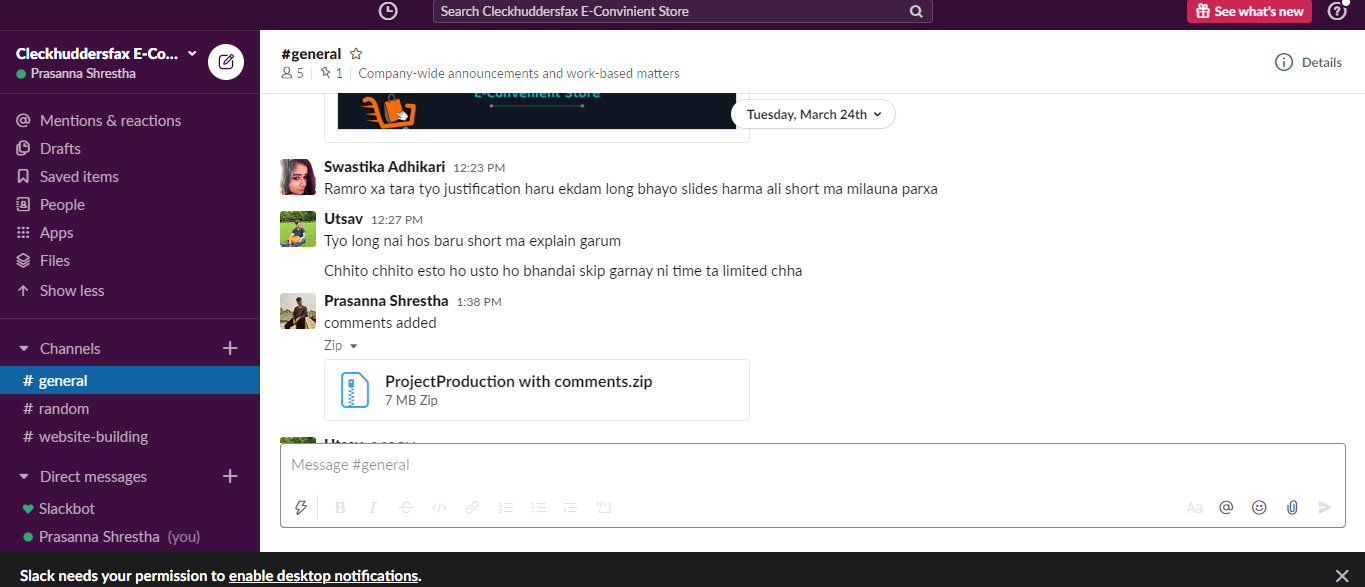 Search Cleckhuddersfax E-Convinient Store
See what's new
Cleckhuddersfax E-Co...
Prasanna Shrestha
Mentions & reactions
Drafts
Saved items
People
Apps
Files
Show less
Channels
# general
# random
# website-building
Direct messages
Slackbot
Prasanna Shrestha (you)
#general
5 | 1 | Company-wide announcements and work-based matters
Details
E-Convenient Store
Tuesday, March 24th
Swastika Adhikari 12:23 PM
Ramro xa tara tyo justification haru ekdam long bhayo slides harma ali short ma milauna parxa
Utsav 12:27 PM
Tyo long nai hos baru short ma explain garum
Chhito chhito esto ho usto ho bhandai skip garnay ni time ta limited chha
Prasanna Shrestha 1:38 PM
comments added
Zip
ProjectProduction with comments.zip
7 MB Zip
Utsav
Message #general
B I S </> Aa @
Slack needs your permission to enable desktop notifications.